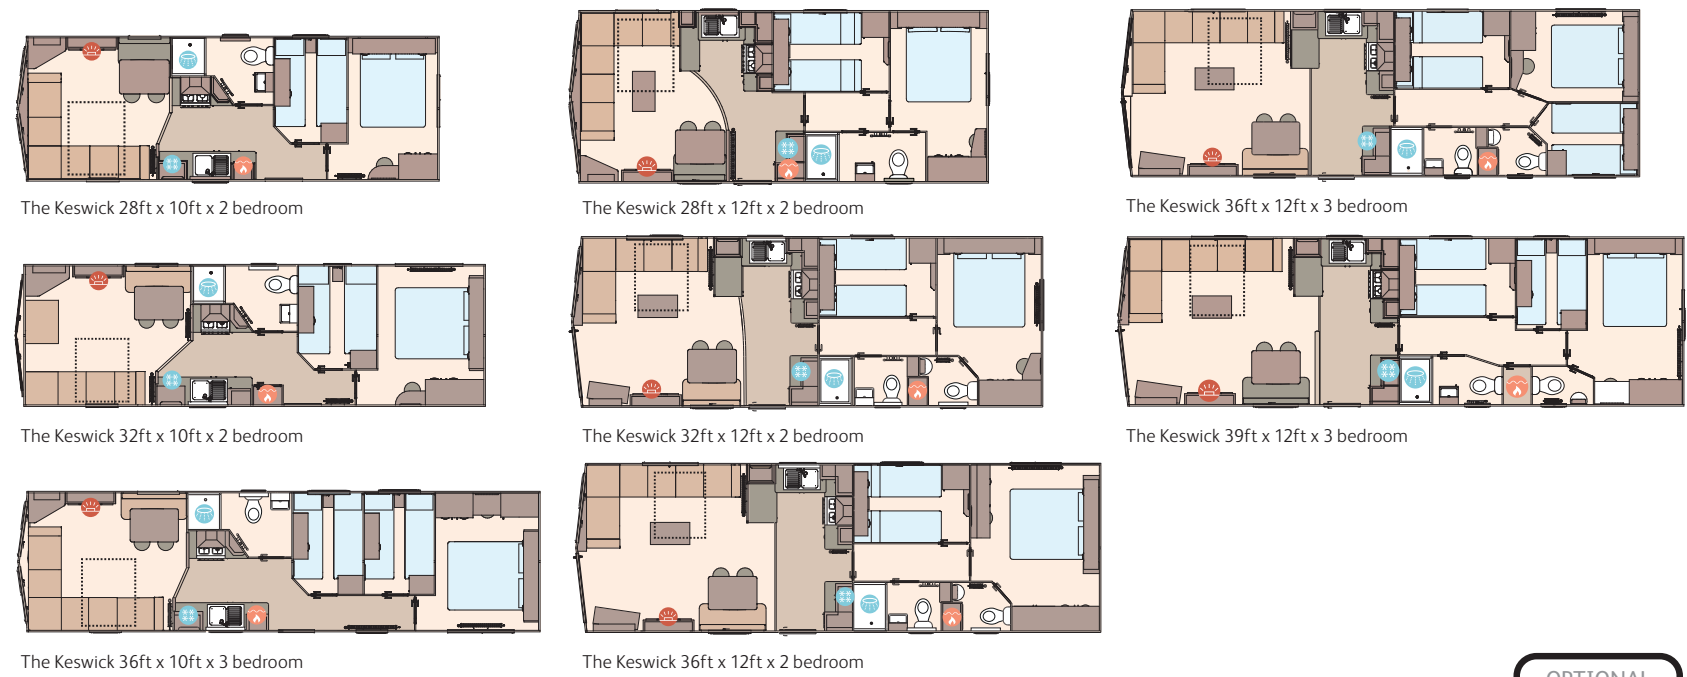 The Keswick 28ft x 10ft x 2 bedroom
The Keswick 28ft x 12ft x 2 bedroom
The Keswick 36ft x 12ft x 3 bedroom
The Keswick 32ft x 10ft x 2 bedroom
The Keswick 32ft x 12ft x 2 bedroom
The Keswick 39ft x 12ft x 3 bedroom
The Keswick 36ft x 10ft x 3 bedroom
The Keswick 36ft x 12ft x 2 bedroom
OPTIONAL